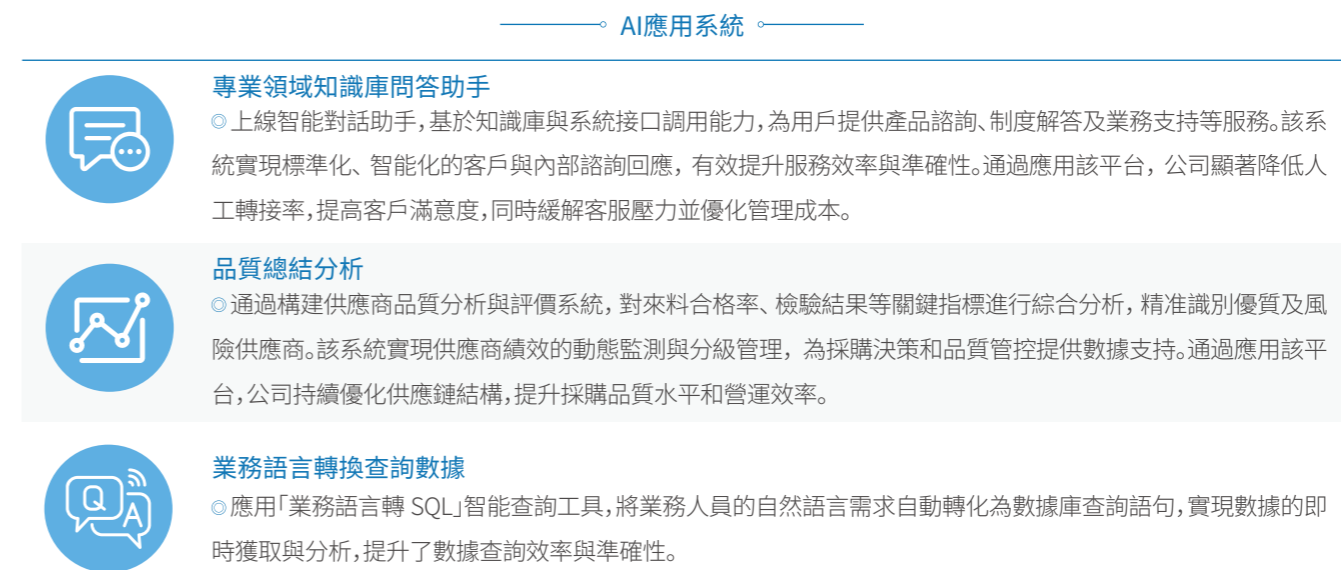 AI應用系統
專業領域知識庫問答助手
◎上線智能對話助手，基於知識庫與系統接口調用能力，為用戶提供產品諮詢、制度解答及業務支持等服務。該系
統實現標準化、智能化的客戶與內部諮詢回應，有效提升服務效率與準確性。通過應用該平台，公司顯著降低人
工轉接率，提高客戶滿意度，同時緩解客服壓力並優化管理成本。
品質總結分析
◎通過構建供應商品質分析與評價系統，對來料合格率、檢驗結果等關鍵指標進行綜合分析，精准識別優質及風
險供應商。該系統實現供應商績效的動態監測與分級管理，為採購決策和品質管控提供數據支持。通過應用該平
台，公司持續優化供應鏈結構，提升採購品質水平和營運效率。
Q
A
業務語言轉換查詢數據
◎應用「業務語言轉 SQL」智能查詢工具，將業務人員的自然語言需求自動轉化為數據庫查詢語句，實現數據的即
時獲取與分析，提升了數據查詢效率與準確性。